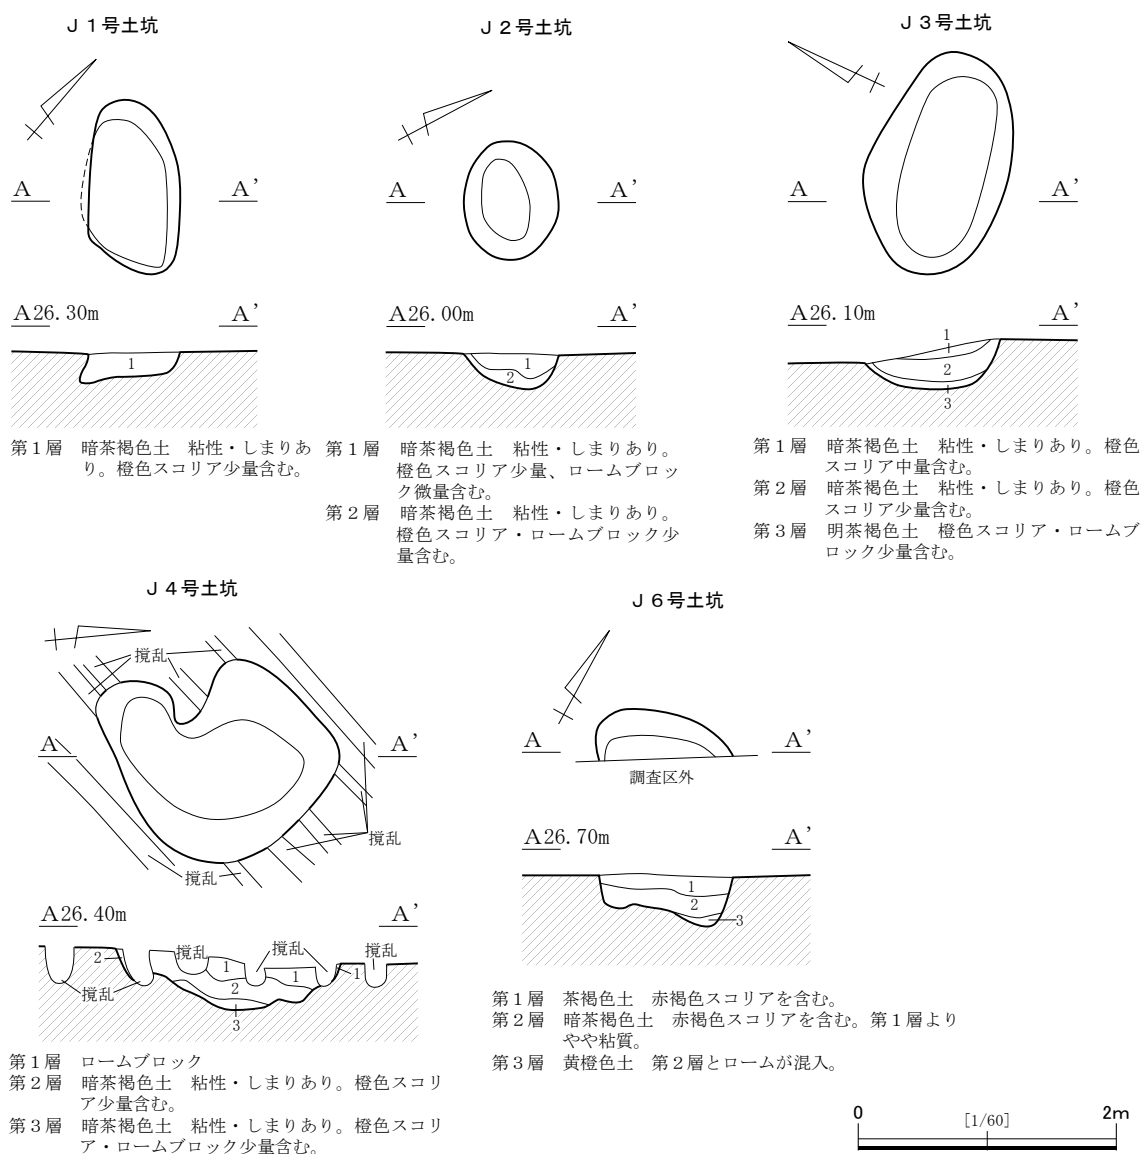 J１号土坑
A
A'
A26.30m
A'
1
第１層　暗茶褐色土　粘性・しまりあ
り。橙色スコリア少量含む。
J２号土坑
A
A'
A26.00m
A'
1
2
第１層　暗茶褐色土　粘性・しまりあり。
橙色スコリア少量、ロームブロッ
ク微量含む。
第２層　暗茶褐色土　粘性・しまりあり。
橙色スコリア・ロームブロック少
量含む。
J３号土坑
A
A'
A26.10m
A'
1
2
3
第１層　暗茶褐色土　粘性・しまりあり。橙色
スコリア中量含む。
第２層　暗茶褐色土　粘性・しまりあり。橙色
スコリア少量含む。
第３層　明茶褐色土　橙色スコリア・ロームブ
ロック少量含む。
J４号土坑
撹乱
A
A'
撹乱
撹乱
A26.40m
A'
撹乱
撹乱
撹乱
2
1
1
1
撹乱
2
3
第１層　ロームブロック
第２層　暗茶褐色土　粘性・しまりあり。橙色スコリ
ア少量含む。
第３層　暗茶褐色土　粘性・しまりあり。橙色スコリ
ア・ロームブロック少量含む。
J６号土坑
A
A'
調査区外
A26.70m
A'
1
2
3
第１層　茶褐色土　赤褐色スコリアを含む。
第２層　暗茶褐色土　赤褐色スコリアを含む。第１層より
やや粘質。
第３層　黄橙色土　第２層とロームが混入。
0
[1/60]
2m